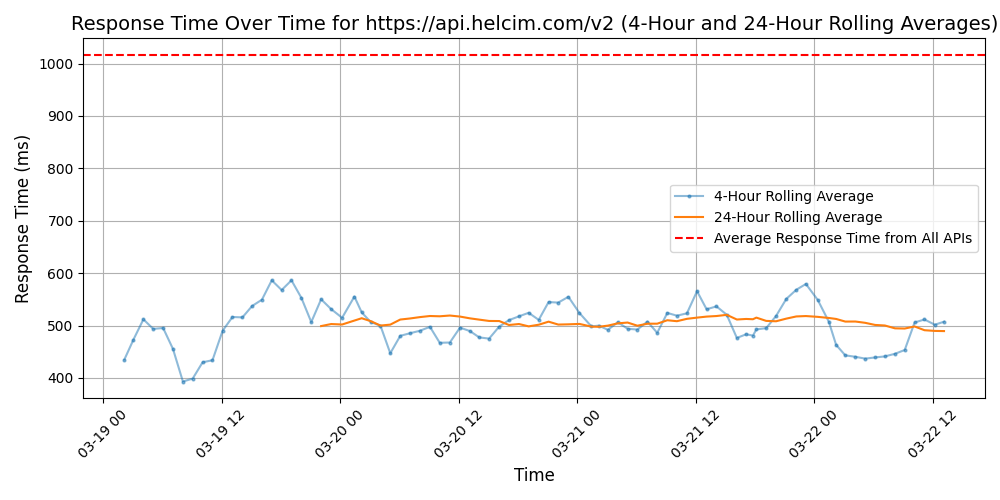 Response Time Over Time for https://api.helcim.com/v2 (4-Hour and 24-Hour Rolling Averages)
Response Time (ms)
1000
900
800
700
600
500
400
4-Hour Rolling Average
24-Hour Rolling Average
Average Response Time from All APIs
03-19 00
03-19 12
03-20 00
03-20 12
03-21 00
03-21 12
03-22 00
03-22 12
Time